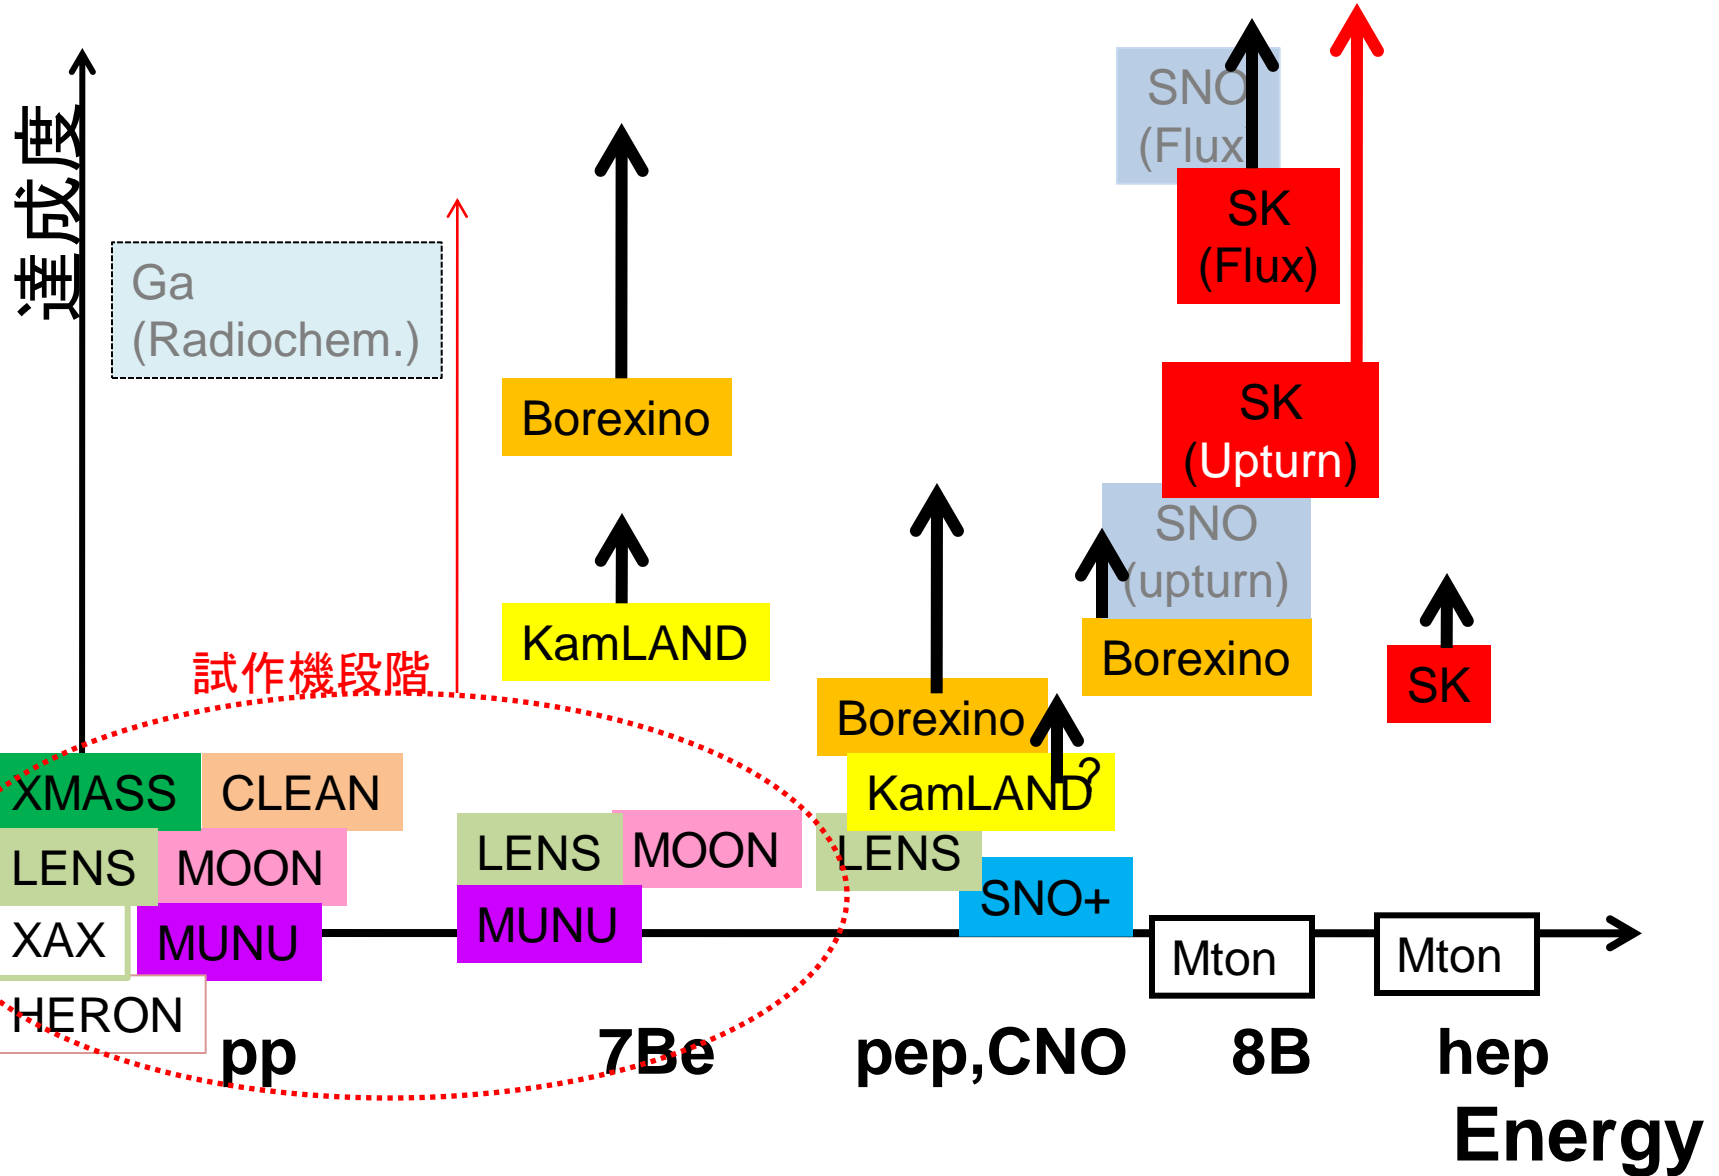 達成度
SNO
(Flux
SK
(Flux)
Ga
(Radiochem.)
Borexino
SK
(Upturn)
SNO
(upturn)
KamLAND
Borexino
試作機段階
SK
Borexino
KamLAND
?
XMASS
CLEAN
LENS
MOON
LENS
MOON
LENS
SNO+
XAX
MUNU
MUNU
Mton
Mton
HERON
pp
7Be
pep,CNO
8B
hep
Energy